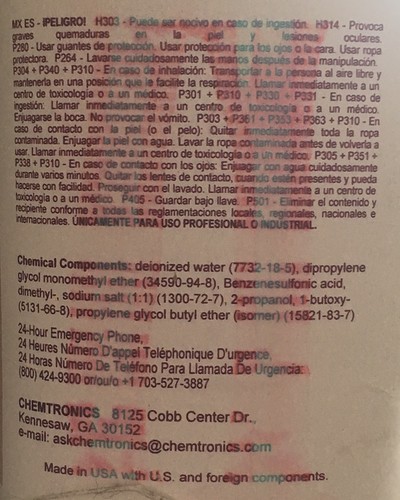 MX ES - ¡PELIGRO! H303 - Puede ser nocivo en caso de ingestión. H314 - Provoca
graves quemaduras en la piel y lesiones oculares.
P280 - Usar guantes de protección. Usar protección para los ojos o la cara. Usar ropa
protectora. P264 - Lavarse cuidadosamente las manos después de la manipulación.
P304 + P340 + P310 - En caso de inhalación: Transportar a la persona al aire libre y
mantenerla en una posición que le facilite la respiración. Llamar inmediatamente a un
centro de toxicología o a un médico. P301 + P310 + P330 + P331 - En caso de
ingestión: Llamar inmediatamente a un centro de toxicología o a un médico.
Enjuagarse la boca. No provocar el vómito. P303 + P361 + P353 + P363 + P310 - En
caso de contacto con la piel (o el pelo): Quitar inmediatamente toda la ropa
contaminada. Enjuagar la piel con agua. Lavar la ropa contaminada antes de volverla a
usar. Llamar inmediatamente a un centro de toxicología o a un médico. P305 + P351 +
P338 + P310 - En caso de contacto con los ojos: Enjuagar con agua cuidadosamente
durante varios minutos. Quitar los lentes de contacto, cuando estén presentes y pueda
hacerse con facilidad. Proseguir con el lavado. Llamar inmediatamente a un centro de
toxicología o a un médico. P405 - Guardar bajo llave. P501 - Eliminar el contenido y
recipiente conforme a todas las reglamentaciones locales, regionales, nacionales e
internacionales. ÚNICAMENTE PARA USO PROFESIONAL O INDUSTRIAL.
Chemical Components: deionized water (7732-18-5), dipropylene
glycol monomethyl ether (34590-94-8), Benzenesulfonic acid,
dimethyl-, sodium salt (1:1) (1300-72-7), 2-propanol, 1-butoxy-
(5131-66-8), propylene glycol butyl ether (isomer) (15821-83-7)
24-Hour Emergency Phone,
24 Heures Número D'appel Teléphonique D'urgence,
24 Horas Número De Teléfono Para Llamada De Urgencia:
(800) 424-9300 or/ou/o +1 703-527-3887
CHEMTRONICS 8125 Cobb Center Dr.,
Kennesaw, GA 30152
e-mail: askchemtronics@chemtronics.com
Made in USA with U.S. and foreign components.